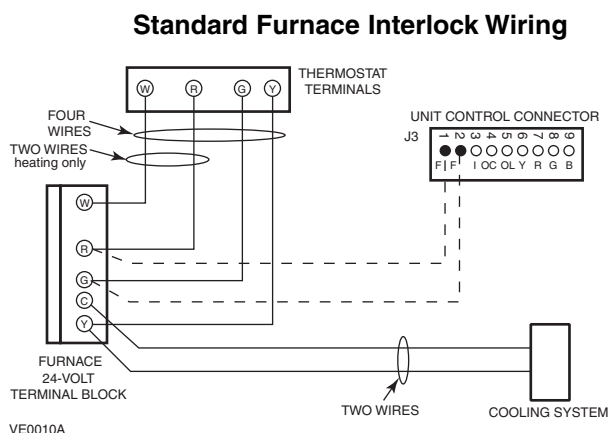 Standard Furnace Interlock Wiring
THERMOSTAT
TERMINALS
W R G Y
FOUR
WIRES
TWO WIRES
heating only
UNIT CONTROL CONNECTOR
J3
1 2 3 4 5 6 7 8 9
F F I OC OL Y R G B
W
R
G
C
Y
FURNACE
24-VOLT
TERMINAL BLOCK
TWO WIRES
COOLING SYSTEM
VE0010A